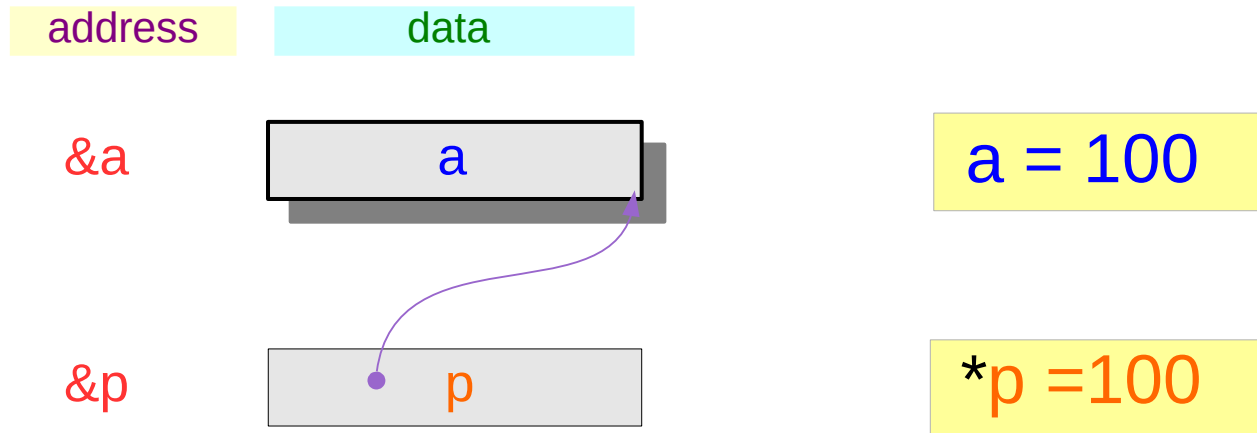 address data
&a a a = 100
&p p *p =100